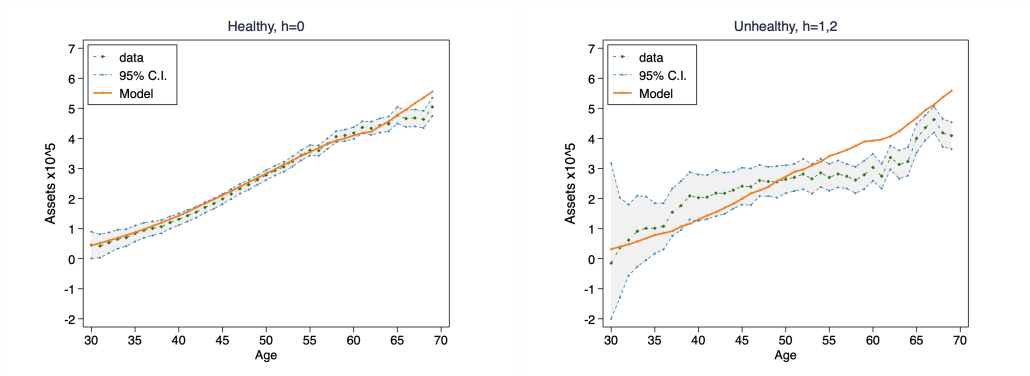 Healthy, h=0
7
6
5
4
3
2
1
0
-1
-2
Assets x10^5
data
95% C.I.
Model
30 35 40 45 50 55 60 65 70
Age
Unhealthy, h=1,2
7
6
5
4
3
2
1
0
-1
-2
Assets x10^5
data
95% C.I.
Model
30 35 40 45 50 55 60 65 70
Age